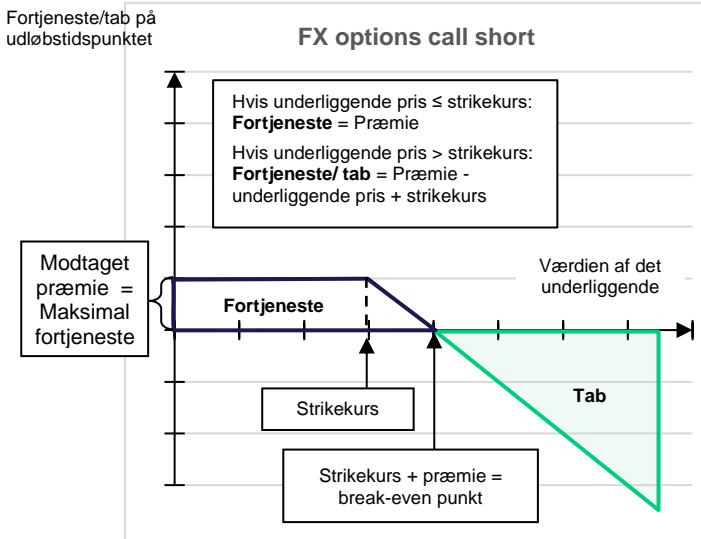 Fortjeneste/tab på
udløbstidspunktet
FX options call short
Hvis underliggende pris ≤ strikekurs:
Fortjeneste = Præmie
Hvis underliggende pris > strikekurs:
Fortjeneste/ tab = Præmie -
underliggende pris + strikekurs
Modtaget
præmie =
Maksimal
fortjeneste
Værdien af det
underliggende
Fortjeneste
Strikekurs
Tab
Strikekurs + præmie =
break-even punkt